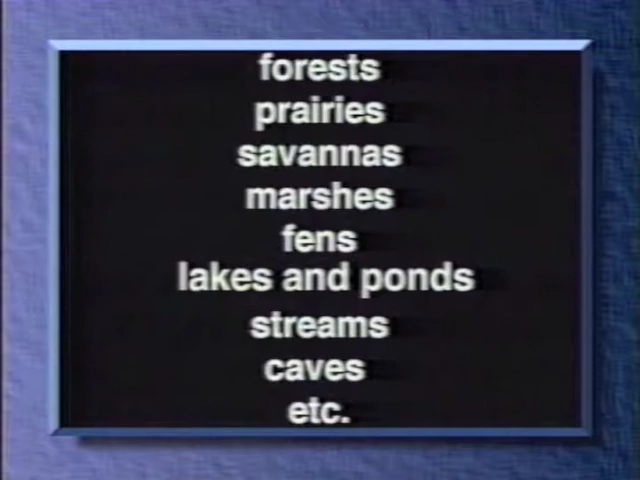 forests
prairies
savannas
marshes
fens
lakes and ponds
streams
caves
etc.